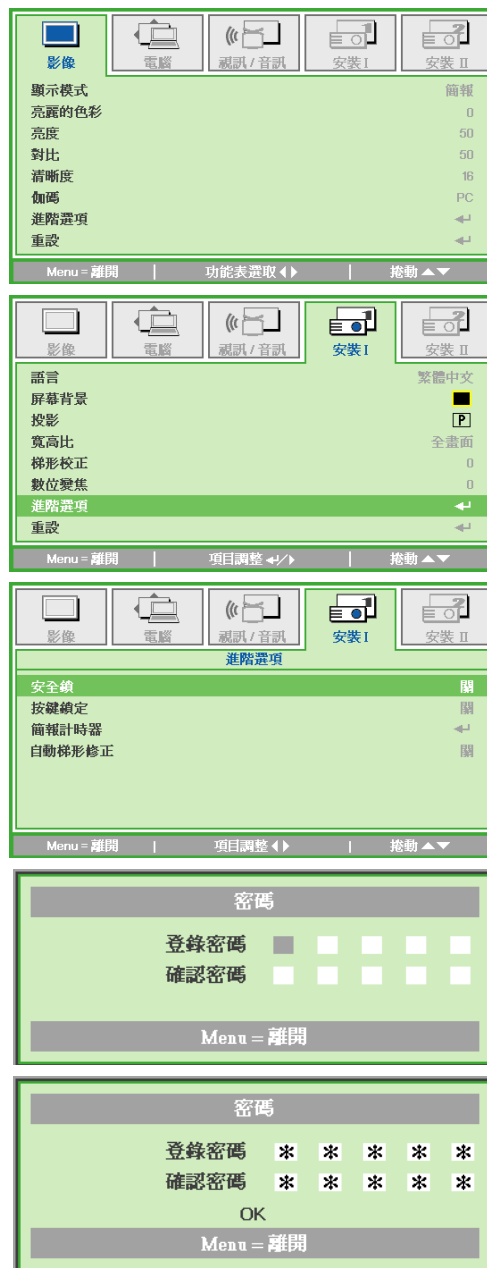 影像 電腦 視訊/音訊 安裝 I 安裝 II
顯示模式 簡報
亮麗的色彩 0
亮度 50
對比 50
清晰度 16
伽碼 PC
進階選項
重設
Menu = 離開 | 功能表選取 ◀▶ | 捲動 ▲▼
影像 電腦 視訊/音訊 安裝 I 安裝 II
語言 繁體中文
屏幕背景
投影 P
寬高比 全畫面
梯形校正 0
數位變焦 0
進階選項
重設
Menu = 離開 | 項目調整 ↵/▶ | 捲動 ▲▼
影像 電腦 視訊/音訊 安裝 I 安裝 II
進階選項
安全鎖 關
按鍵鎖定 關
簡報計時器
自動梯形修正 關
Menu = 離開 | 項目調整 ◀▶ | 捲動 ▲▼
密碼
登錄密碼
確認密碼
Menu = 離開
密碼
登錄密碼 * * * * *
確認密碼 * * * * *
OK
Menu = 離開